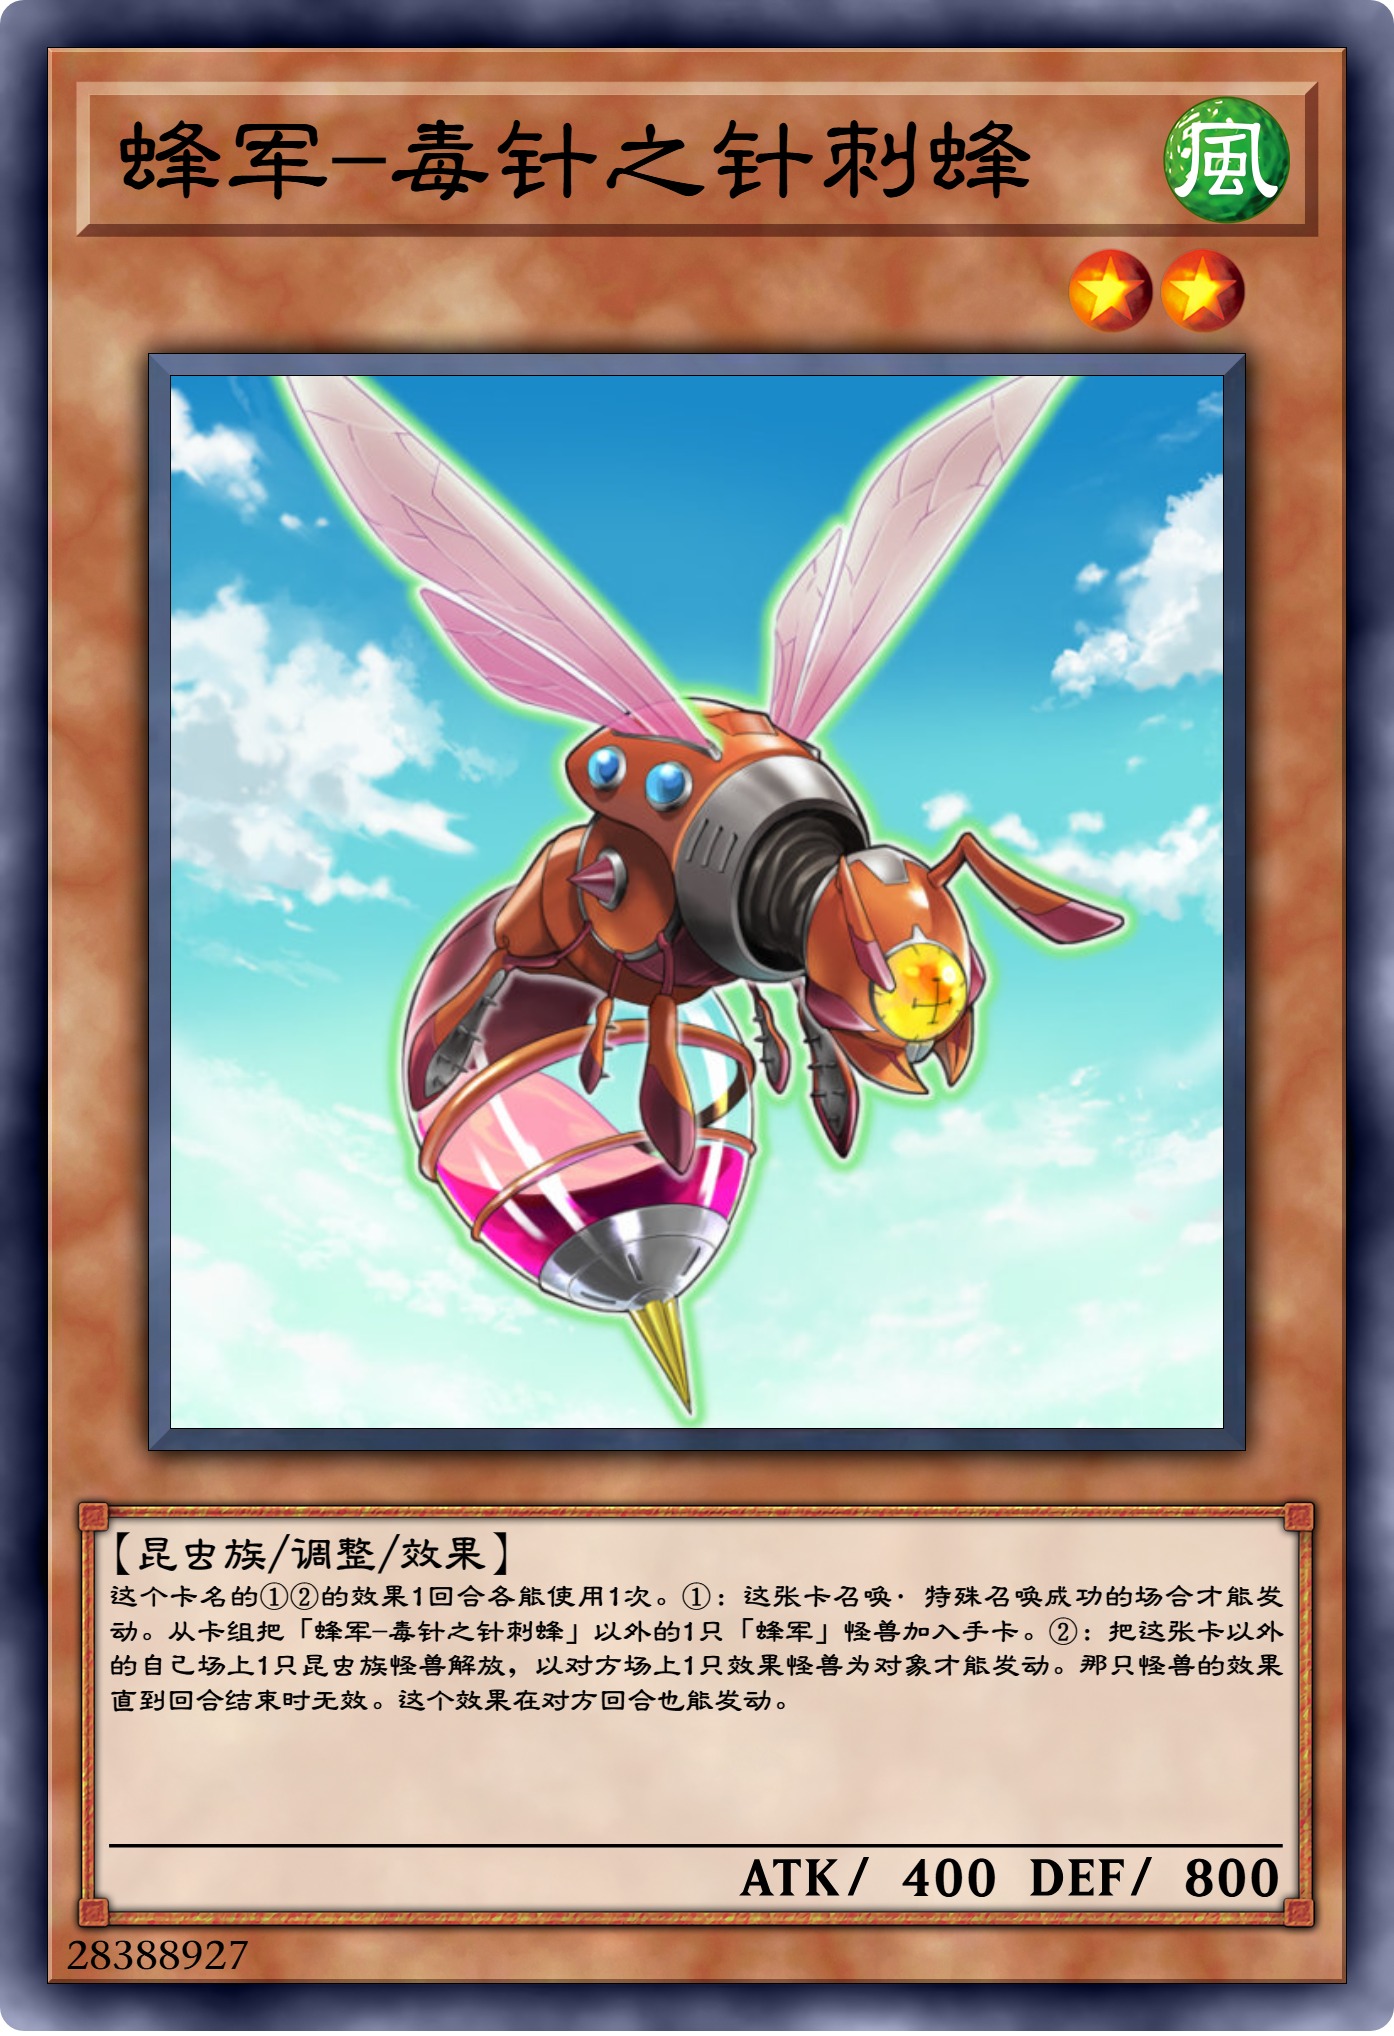 蜂军-毒针之针刺蜂
風
【昆虫族/调整/效果】
这个卡名的①②的效果1回合各能使用1次。①：这张卡召唤·特殊召唤成功的场合才能发
动。从卡组把「蜂军-毒针之针刺蜂」以外的1只「蜂军」怪兽加入手卡。②：把这张卡以外
的自己场上1只昆虫族怪兽解放，以对方场上1只效果怪兽为对象才能发动。那只怪兽的效果
直到回合结束时无效。这个效果在对方回合也能发动。
ATK/ 400 DEF/ 800
28388927